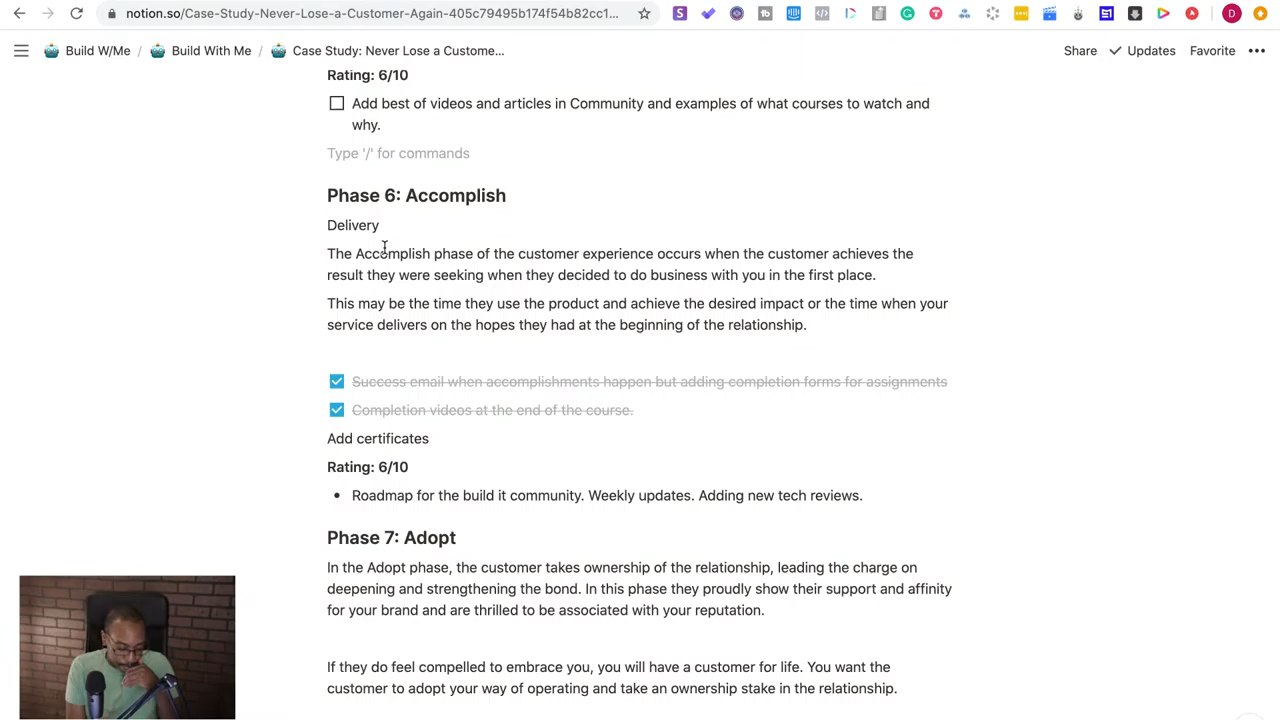 notion.so/Case-Study-Never-Lose-a-Customer-Again-405c79495b174f54b82cc1...
Build W/Me / Build With Me / Case Study: Never Lose a Custome...
Share Updates Favorite
Rating: 6/10
Add best of videos and articles in Community and examples of what courses to watch and
why.
Type '/' for commands
Phase 6: Accomplish
Delivery
The Accomplish phase of the customer experience occurs when the customer achieves the
result they were seeking when they decided to do business with you in the first place.
This may be the time they use the product and achieve the desired impact or the time when your
service delivers on the hopes they had at the beginning of the relationship.
Success email when accomplishments happen but adding completion forms for assignments
Completion videos at the end of the course.
Add certificates
Rating: 6/10
• Roadmap for the build it community. Weekly updates. Adding new tech reviews.
Phase 7: Adopt
In the Adopt phase, the customer takes ownership of the relationship, leading the charge on
deepening and strengthening the bond. In this phase they proudly show their support and affinity
for your brand and are thrilled to be associated with your reputation.
If they do feel compelled to embrace you, you will have a customer for life. You want the
customer to adopt your way of operating and take an ownership stake in the relationship.